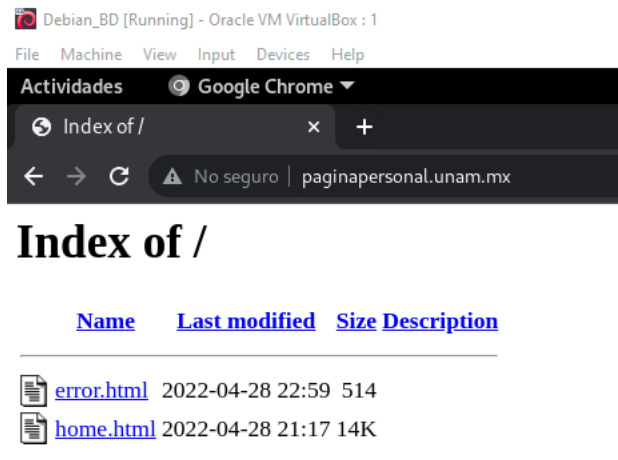 Debian_BD [Running] - Oracle VM VirtualBox : 1
File Machine View Input Devices Help
Actividades Google Chrome
Index of / × +
No seguro | paginapersonal.unam.mx
Index of /
Name Last modified Size Description
error.html 2022-04-28 22:59 514
home.html 2022-04-28 21:17 14K